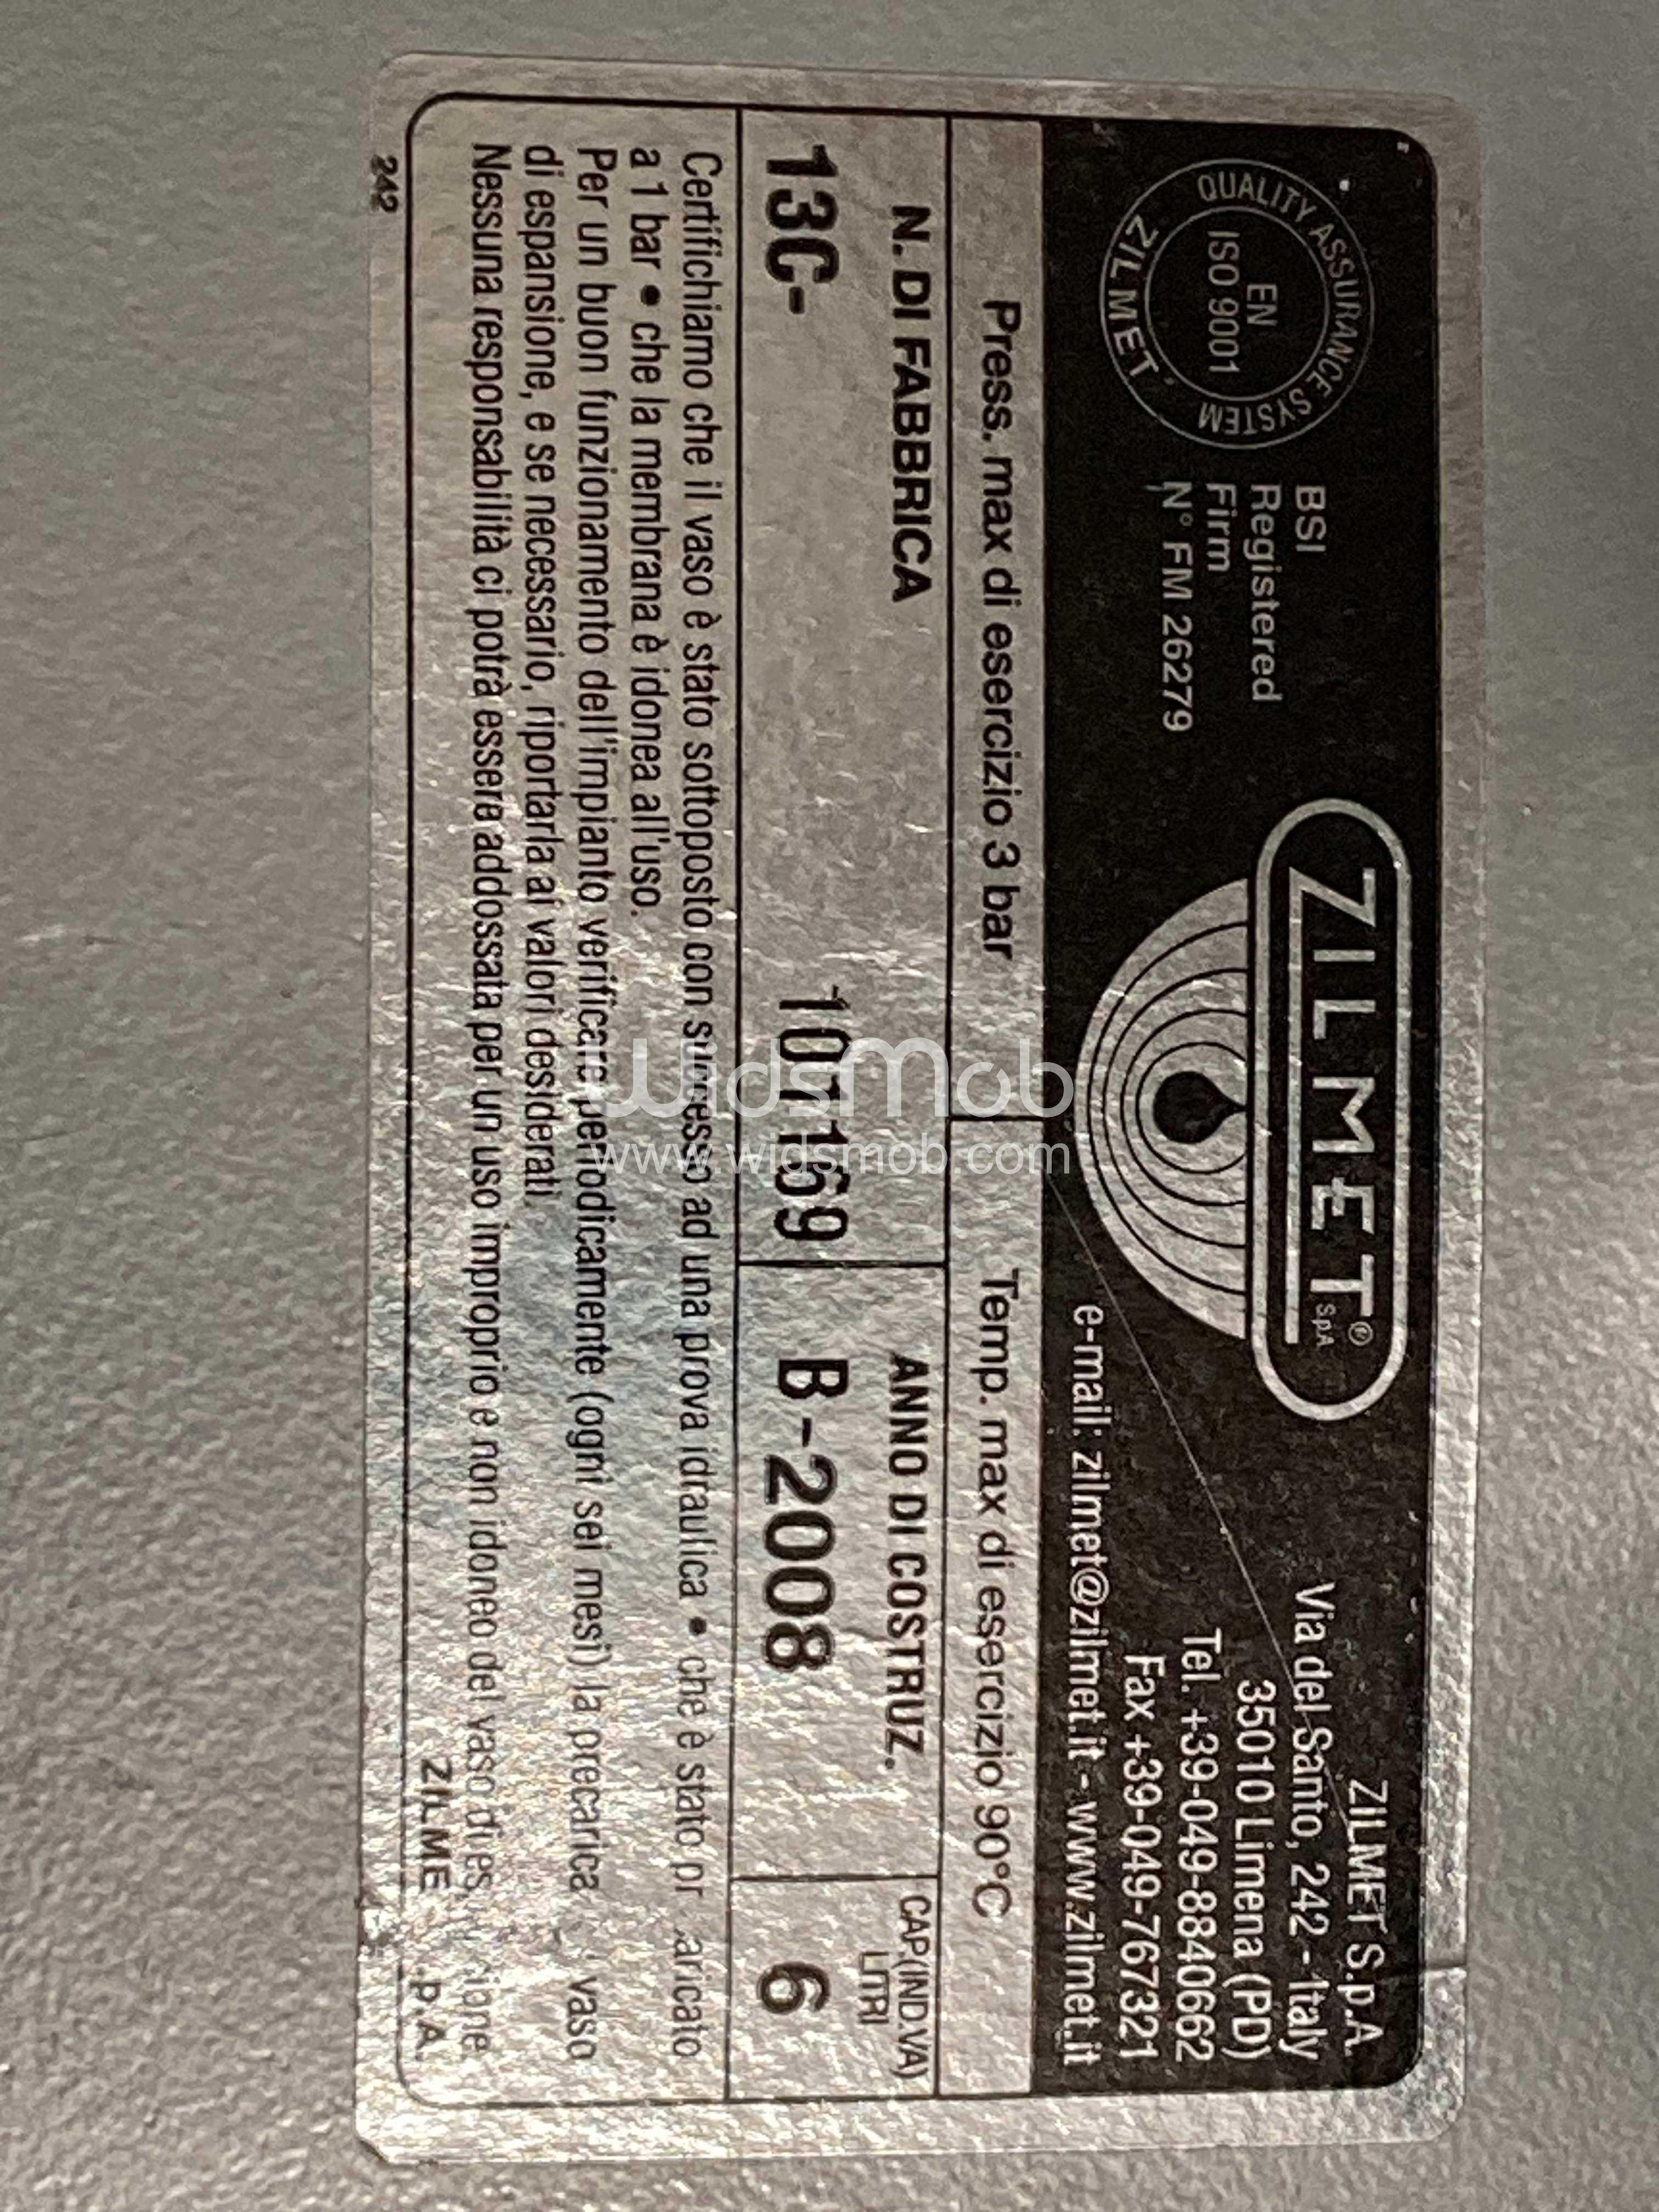 QUALITY ASSURANCE SYSTEM
EN
ISO 9001
ZILMET
BSI
Registered
Firm
N° FM 26279
ZILMET®
S.p.A
ZILMET S.p.A.
Via del Santo, 242 - Italy
35010 Limena (PD)
Tel. +39-049-8840662
Fax +39-049-767321
e-mail: zilmet@zilmet.it - www.zilmet.it
Press. max di esercizio 3 bar
Temp. max di esercizio 90°C
N. DI FABBRICA
ANNO DI COSTRUZ.
CAP(IND.VA)
LITRI
13C-
B-2008
6
Certifichiamo che il vaso è stato sottoposto con successo ad una prova idraulica • che è stato
a 1 bar • che la membrana è idonea all'uso.
Per un buon funzionamento dell'impianto verificare periodicamente (ogni sei mesi) la precarica vaso
di espansione, e se necessario, riportarla ai valori desiderati.
Nessuna responsabilità ci potrà essere addossata per un uso improprio e non idoneo del vaso di
ZILME P.A.
242
WidsMob
www.widsmob.com